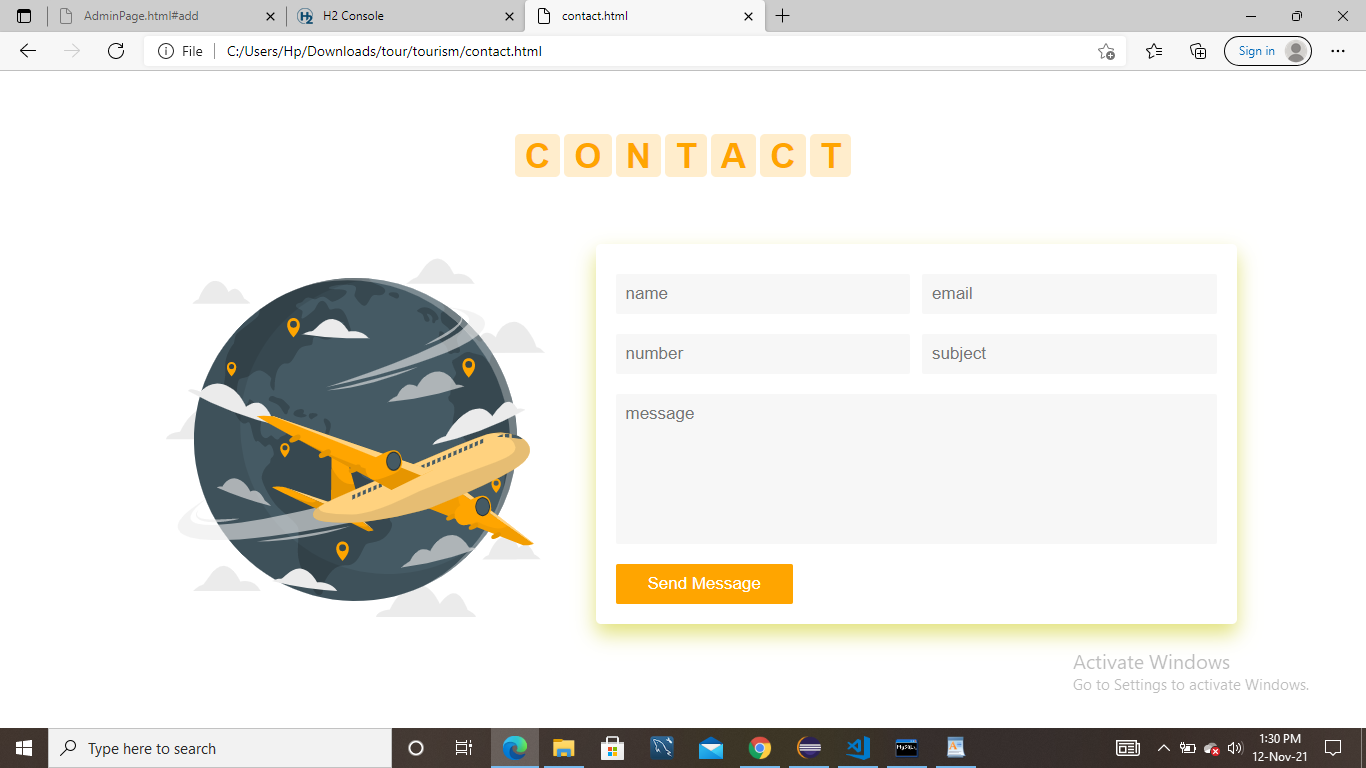 AdminPage.html#add
H2 Console
contact.html
File
C:/Users/Hp/Downloads/tour/tourism/contact.html
Sign in
CONTACT
name
email
number
subject
message
Send Message
Activate Windows
Go to Settings to activate Windows.
Type here to search
MySQL
1:30 PM
12-Nov-21